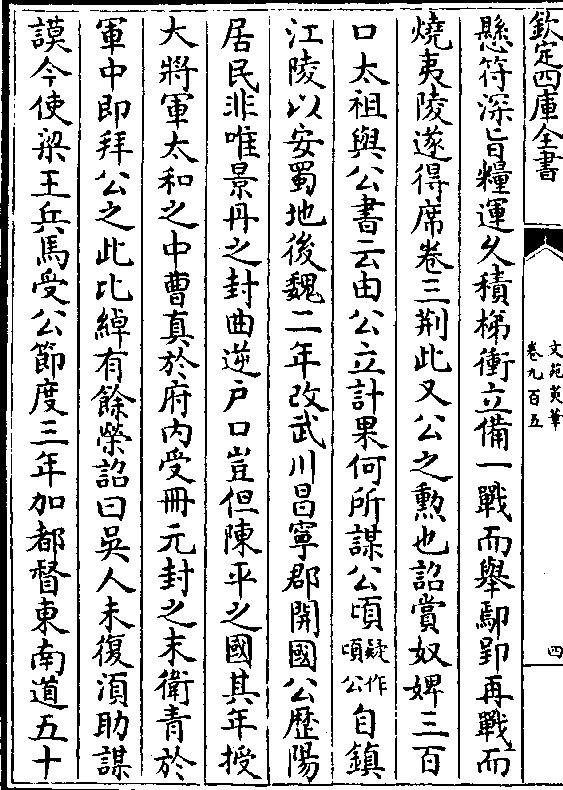 欽定四庫全書
文苑英華
卷九百五
四
懸符深旨糧運乆積梯衝立備一戰而舉鄢郢再戰而
燒夷陵遂得席卷三荆此又公之勲也詔賞奴婢三百
口太祖與公書云由公立計果何所謀公頃疑作頃公自鎮
江陵以安蜀地後魏二年改武川昌寧郡開國公歷陽
居民非唯景丹之封曲逆户口豈但陳平之國其年授
大將軍太和之中曹真於府内受冊元封之末衛青於
軍中即拜公之此比綽有餘榮詔曰吳人未復湏助謀
謨今使梁王兵馬受公節度三年加都督東南道五十